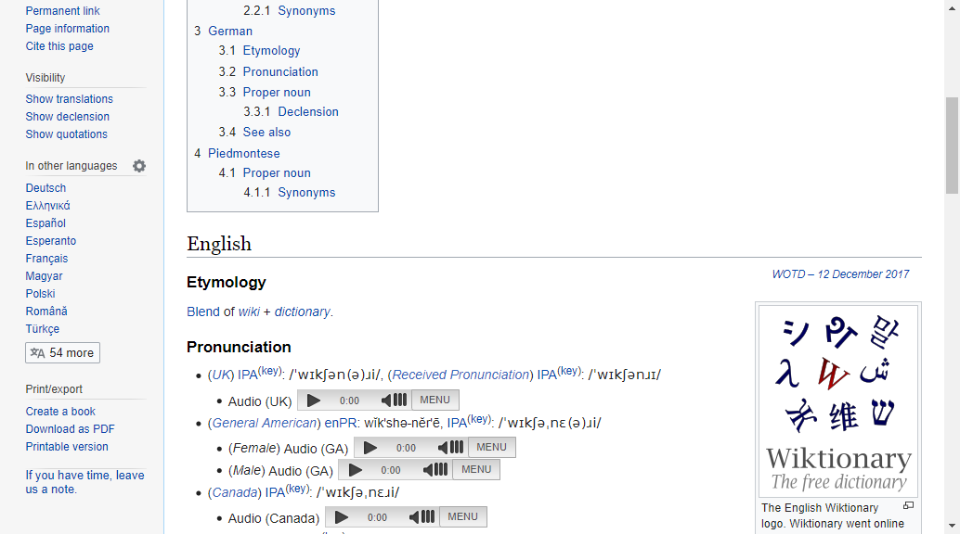 Permanent link
Page information
Cite this page
Visibility
Show translations
Show declension
Show quotations
In other languages
Deutsch
Ελληνικά
Español
Esperanto
Français
Magyar
Polski
Română
Türkçe
54 more
Print/export
Create a book
Download as PDF
Printable version
If you have time, leave
us a note.
2.2.1 Synonyms
3 German
3.1 Etymology
3.2 Pronunciation
3.3 Proper noun
3.3.1 Declension
3.4 See also
4 Piedmontese
4.1 Proper noun
4.1.1 Synonyms
English
Etymology
Blend of wiki + dictionary.
Pronunciation
(UK) IPA(key): /ˈwɪkʃən(ə)ɹi/, (Received Pronunciation) IPA(key): /ˈwɪkʃənɹɪ/
Audio (UK) 0:00 MENU
(General American) enPR: wĭk'shə-nĕr'ē, IPA(key): /ˈwɪkʃəˌnɛ(ə)ɹi/
(Female) Audio (GA) 0:00 MENU
(Male) Audio (GA) 0:00 MENU
(Canada) IPA(key): /ˈwɪkʃəˌnɛɹi/
Audio (Canada) 0:00 MENU
WOTD – 12 December 2017
シ 말
λ W ش
维 ש
Wiktionary
The free dictionary
The English Wiktionary
logo. Wiktionary went online